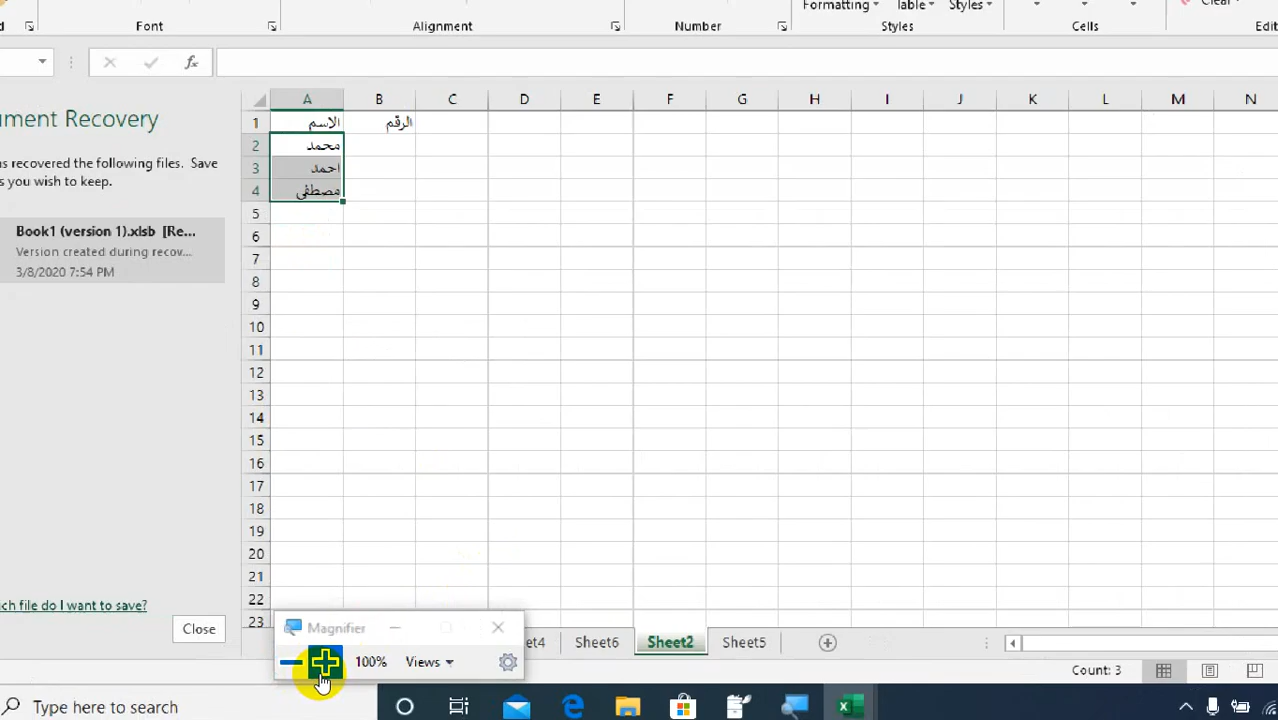 Formatting Table Styles Clear
Font Alignment Number Styles Cells
A B C D E F G H I J K L M N
1 الاسم الرقم
2 محمد
3 احمد
4 مصطفى
5
6
7
8
9
10
11
12
13
14
15
16
17
18
19
20
21
22
23
ument Recovery
s recovered the following files. Save
s you wish to keep.
Book1 (version 1).xlsb [Re...
Version created during recov...
3/8/2020 7:54 PM
ch file do I want to save?
Close
Magnifier
100% Views
et4 Sheet6 Sheet2 Sheet5
Count: 3
Type here to search